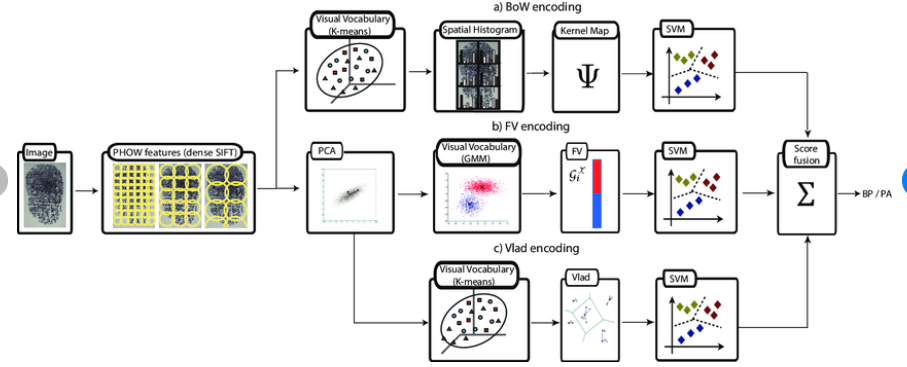 a) BoW encoding
Visual Vocabulary
(K-means)
Spatial Histogram
Kernel Map
SVM
Ψ
b) FV encoding
Image
PHOW features (dense SIFT)
PCA
Visual Vocabulary
(GMM)
FV
SVM
Score
fusion
Σ
BP / PA
c) Vlad encoding
Visual Vocabulary
(K-means)
Vlad
SVM